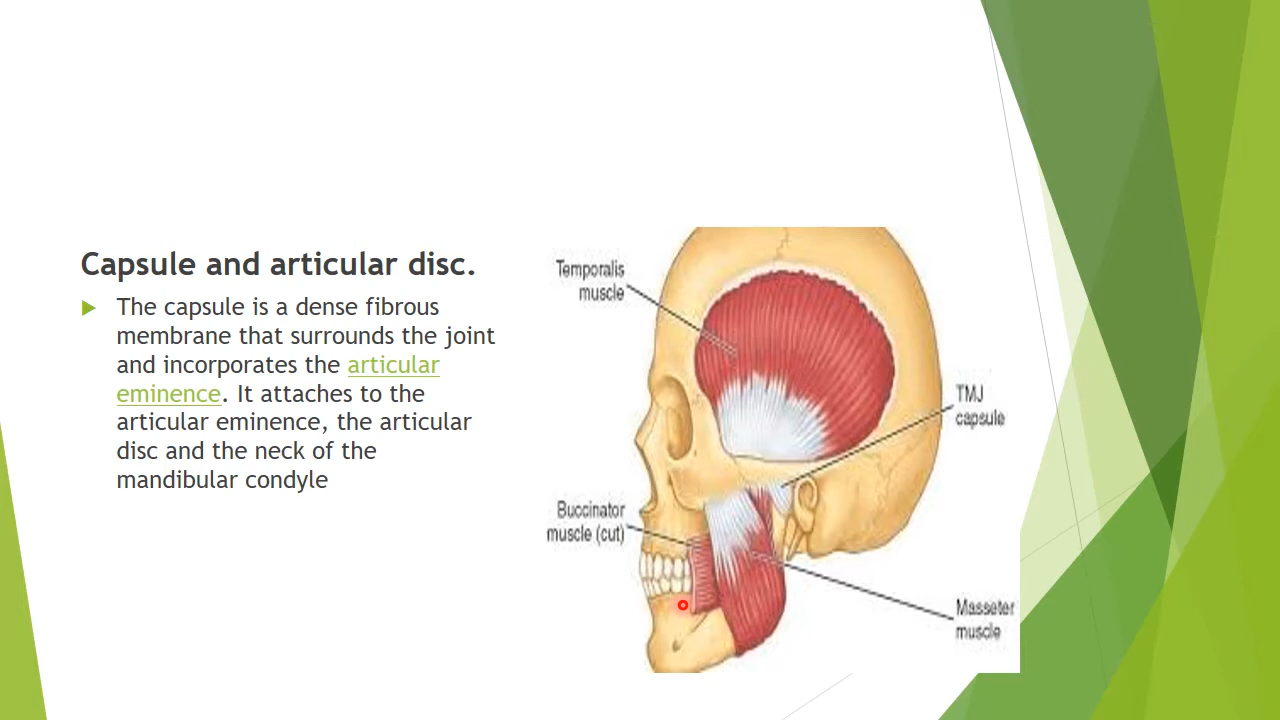 Capsule and articular disc.
The capsule is a dense fibrous
membrane that surrounds the joint
and incorporates the articular
eminence. It attaches to the
articular eminence, the articular
disc and the neck of the
mandibular condyle
Temporalis
muscle
TMJ
capsule
Buccinator
muscle (cut)
Masseter
muscle